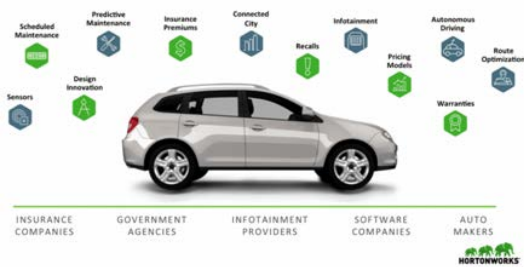 Scheduled
Maintenance
Predictive
Maintenance
Insurance
Premiums
$
Connected
City
Recalls
Infotainment
Pricing
Models
Autonomous
Driving
Route
Optimization
Sensors
Design
Innovation
Warranties
INSURANCE
COMPANIES
GOVERNMENT
AGENCIES
INFOTAINMENT
PROVIDERS
SOFTWARE
COMPANIES
AUTO
MAKERS
HORTONWORKS